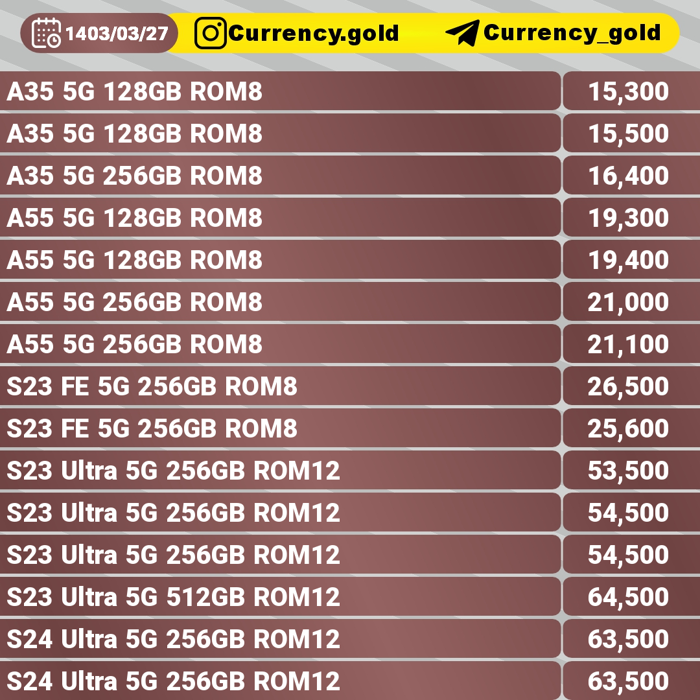 1403/03/27 Currency.gold Currency_gold
A35 5G 128GB ROM8 15,300
A35 5G 128GB ROM8 15,500
A35 5G 256GB ROM8 16,400
A55 5G 128GB ROM8 19,300
A55 5G 128GB ROM8 19,400
A55 5G 256GB ROM8 21,000
A55 5G 256GB ROM8 21,100
S23 FE 5G 256GB ROM8 26,500
S23 FE 5G 256GB ROM8 25,600
S23 Ultra 5G 256GB ROM12 53,500
S23 Ultra 5G 256GB ROM12 54,500
S23 Ultra 5G 256GB ROM12 54,500
S23 Ultra 5G 512GB ROM12 64,500
S24 Ultra 5G 256GB ROM12 63,500
S24 Ultra 5G 256GB ROM12 63,500